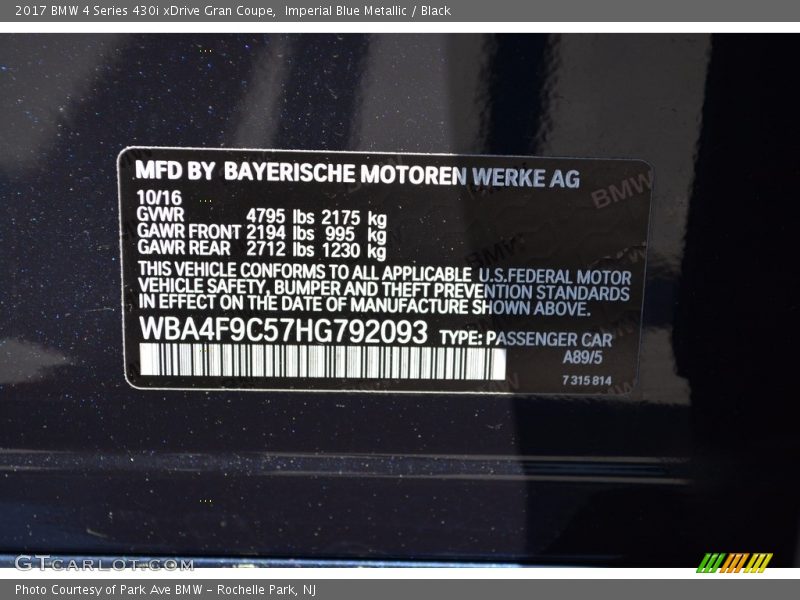 2017 BMW 4 Series 430i xDrive Gran Coupe,  Imperial Blue Metallic / Black
MFD BY BAYERISCHE MOTOREN WERKE AG
BMW
10/16
GVWR 4795 lbs 2175 kg
GAWR FRONT 2194 lbs 995 kg
GAWR REAR 2712 lbs 1230 kg
BMW
THIS VEHICLE CONFORMS TO ALL APPLICABLE U.S.FEDERAL MOTOR
VEHICLE SAFETY, BUMPER AND THEFT PREVENTION STANDARDS
IN EFFECT ON THE DATE OF MANUFACTURE SHOWN ABOVE.
WBA4F9C57HG792093 TYPE: PASSENGER CAR
A89/5
7 315 814
BMW
GTCARLOT.COM
Photo Courtesy of Park Ave BMW - Rochelle Park, NJ